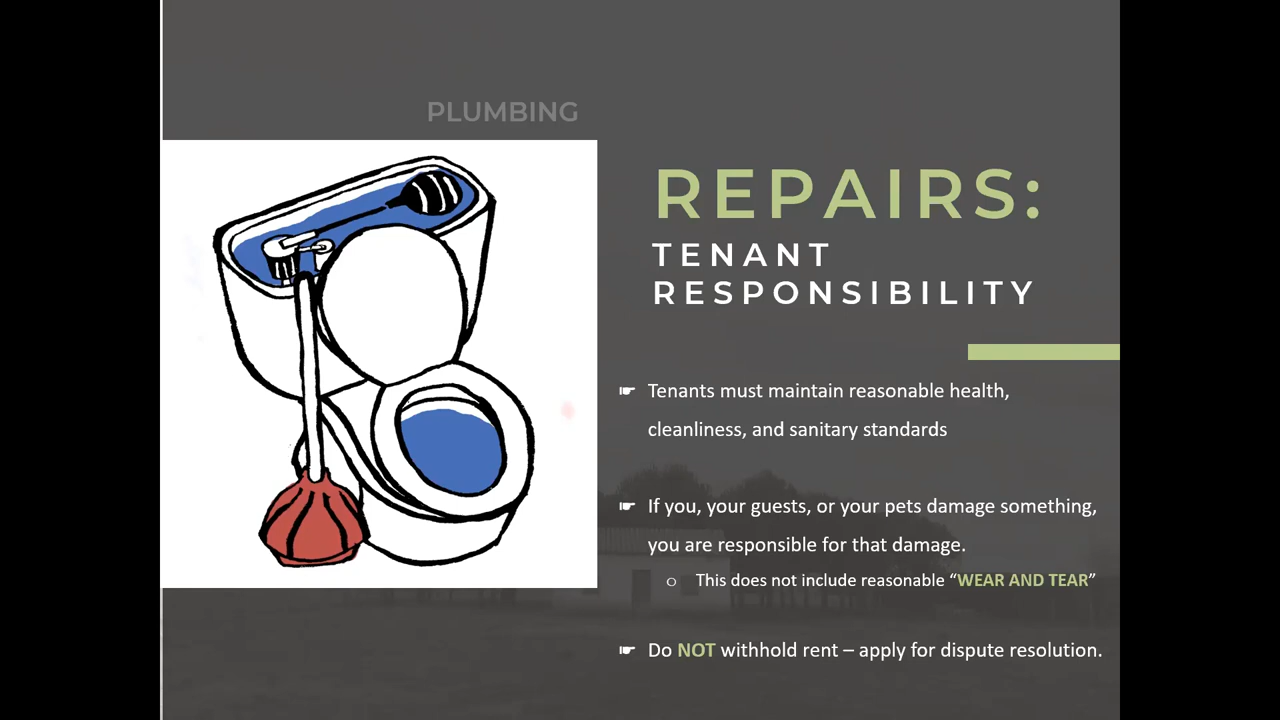 PLUMBING
REPAIRS:
TENANT
RESPONSIBILITY
☛ Tenants must maintain reasonable health,
cleanliness, and sanitary standards
☛ If you, your guests, or your pets damage something,
you are responsible for that damage.
o This does not include reasonable “WEAR AND TEAR”
☛ Do NOT withhold rent – apply for dispute resolution.